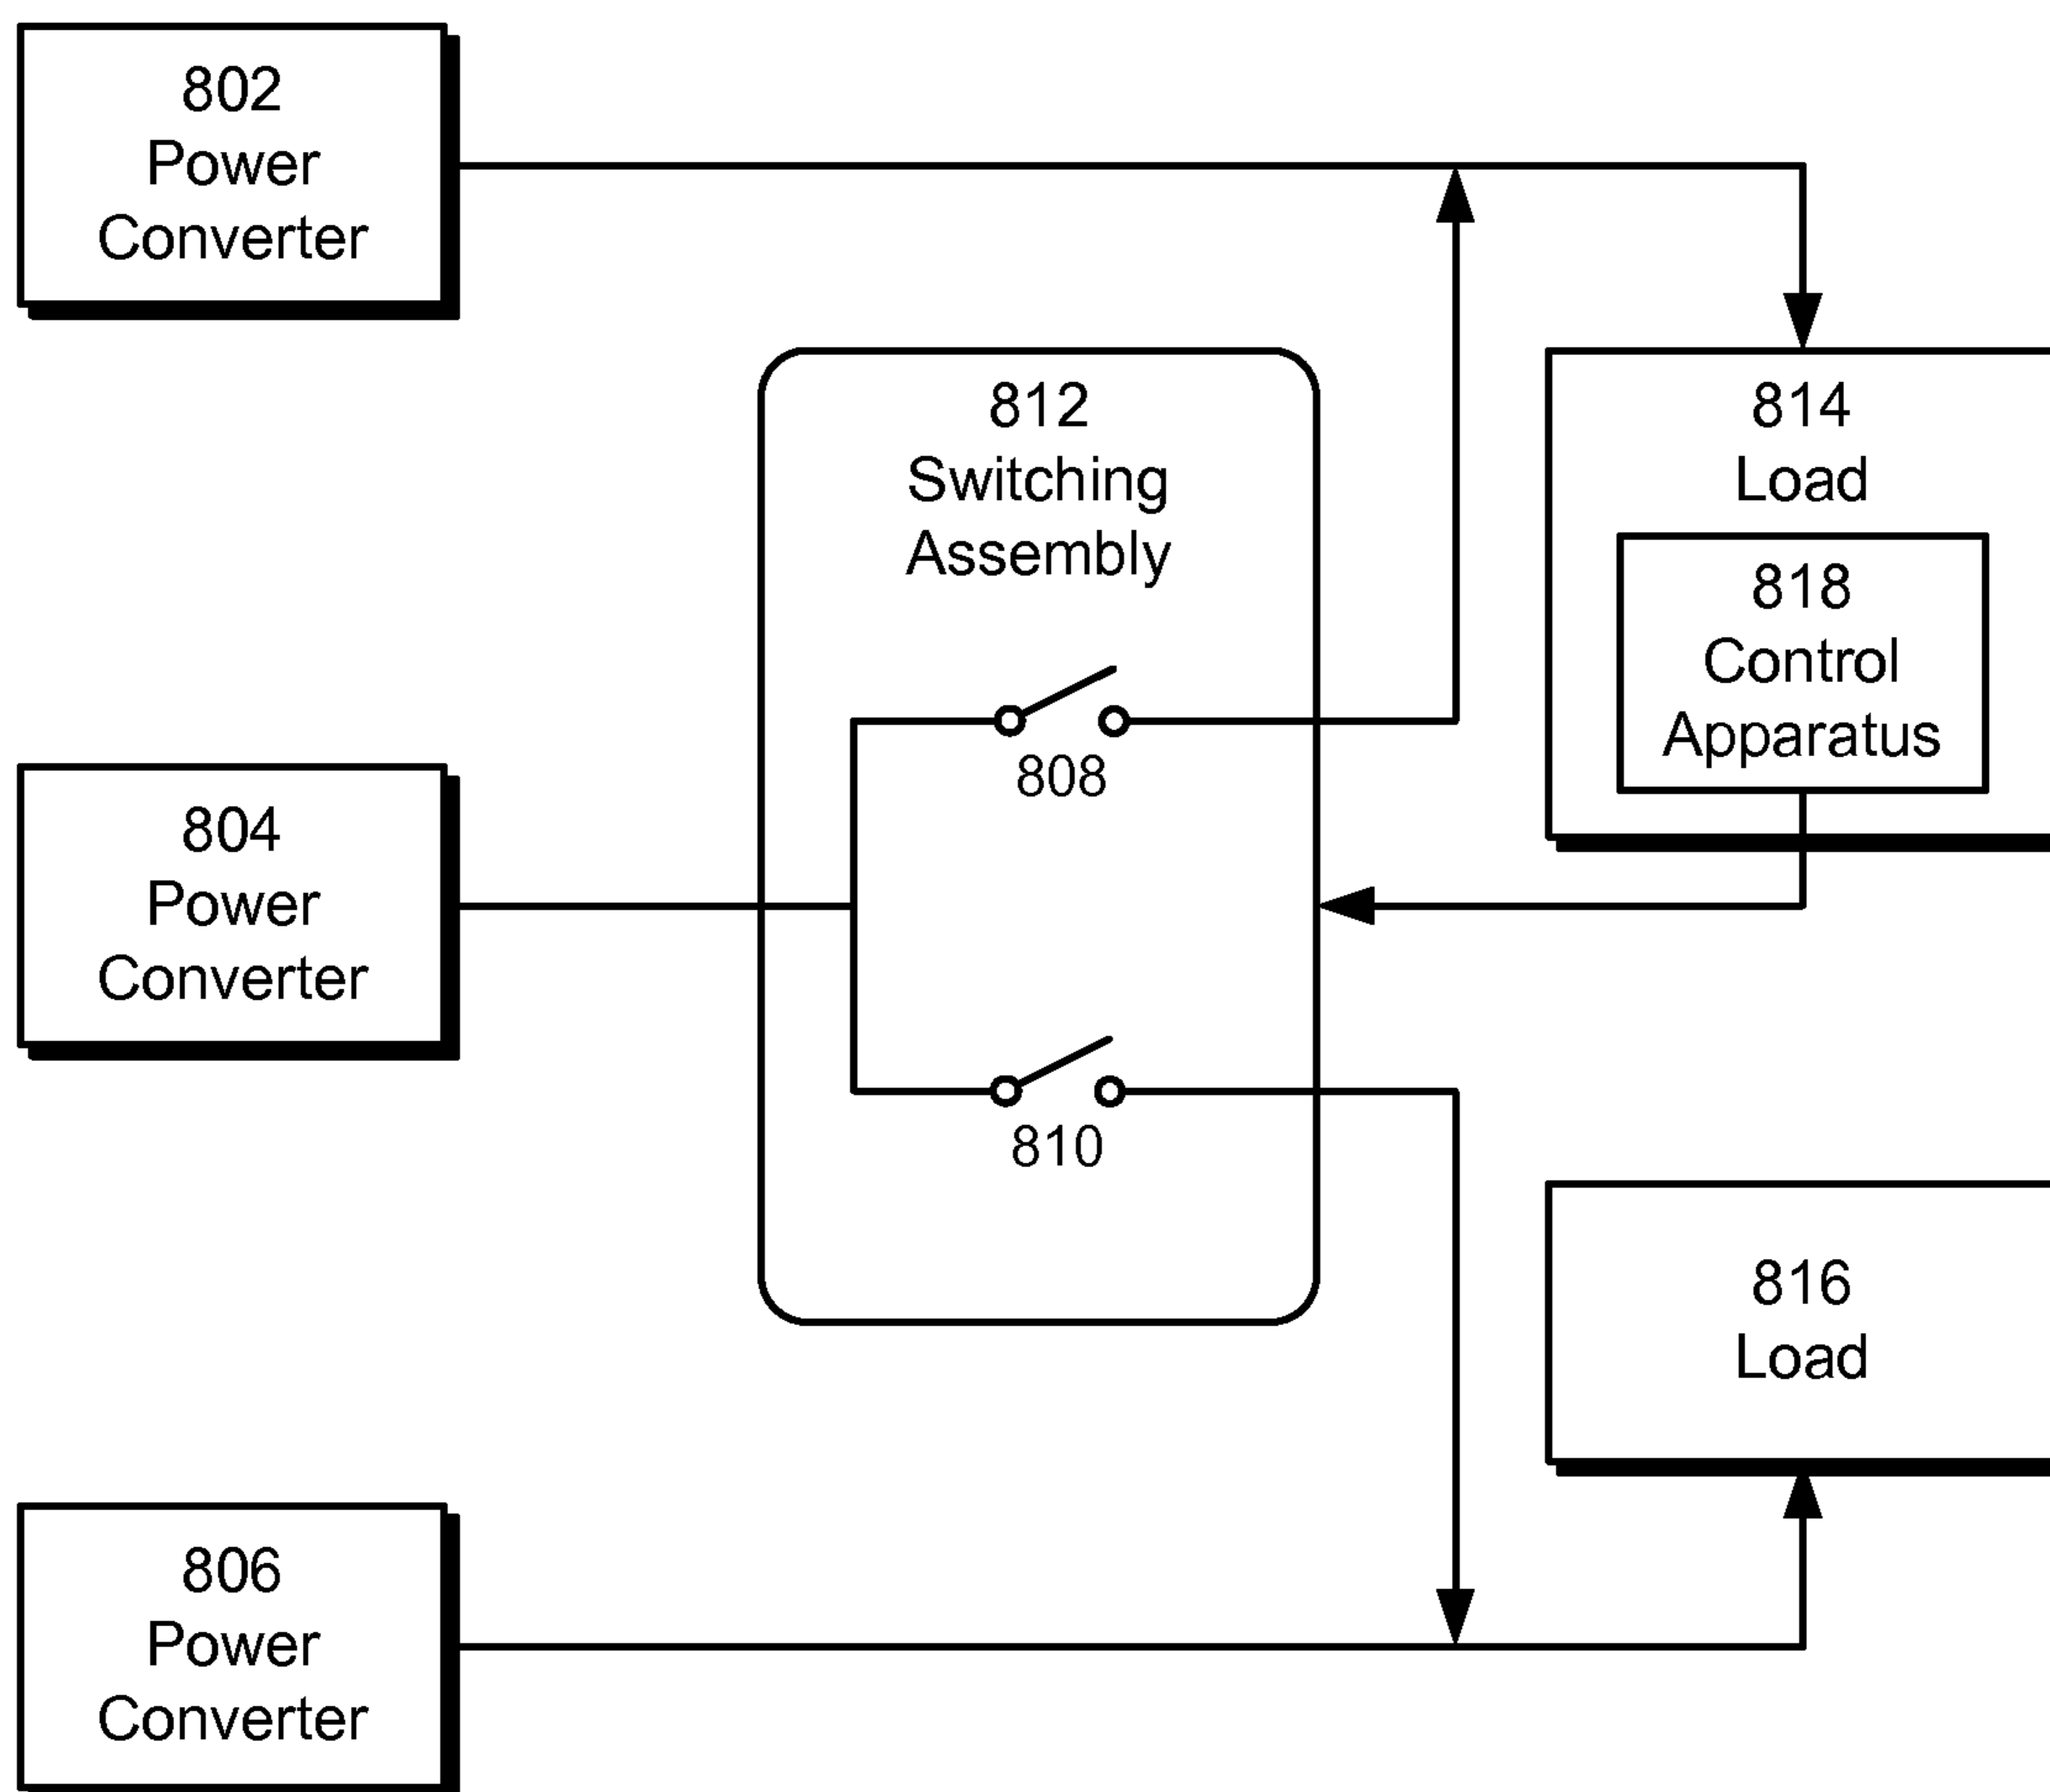 802
Power
Converter
812
Switching
Assembly
808
810
814
Load
818
Control
Apparatus
804
Power
Converter
816
Load
806
Power
Converter